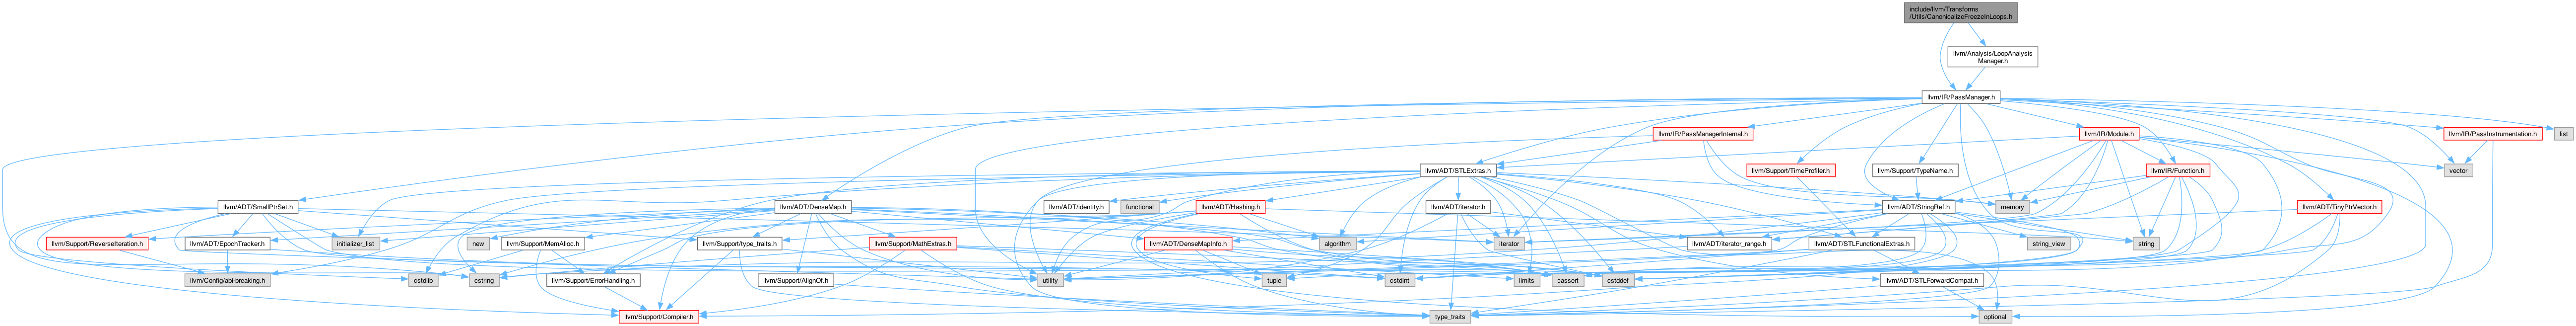 include/llvm/Transforms
/Utils/CanonicalizeFreezeInLoops.h
llvm/Analysis/LoopAnalysis
Manager.h
llvm/IR/PassManager.h
llvm/IR/PassManagerInternal.h
llvm/IR/Module.h
llvm/IR/PassInstrumentation.h
list
llvm/ADT/STLExtras.h
llvm/Support/TimeProfiler.h
llvm/Support/TypeName.h
llvm/IR/Function.h
vector
llvm/ADT/SmallPtrSet.h
llvm/ADT/DenseMap.h
llvm/ADT/identity.h
functional
llvm/ADT/Hashing.h
llvm/ADT/iterator.h
llvm/ADT/StringRef.h
memory
llvm/ADT/TinyPtrVector.h
llvm/Support/ReverseIteration.h
llvm/ADT/EpochTracker.h
initializer_list
new
llvm/Support/MemAlloc.h
llvm/Support/type_traits.h
llvm/Support/MathExtras.h
llvm/ADT/DenseMapInfo.h
algorithm
iterator
llvm/ADT/iterator_range.h
llvm/ADT/STLFunctionalExtras.h
string_view
string
llvm/Config/abi-breaking.h
cstdlib
cstring
llvm/Support/ErrorHandling.h
llvm/Support/AlignOf.h
utility
tuple
cstdint
limits
cassert
cstddef
llvm/ADT/STLForwardCompat.h
llvm/Support/Compiler.h
type_traits
optional